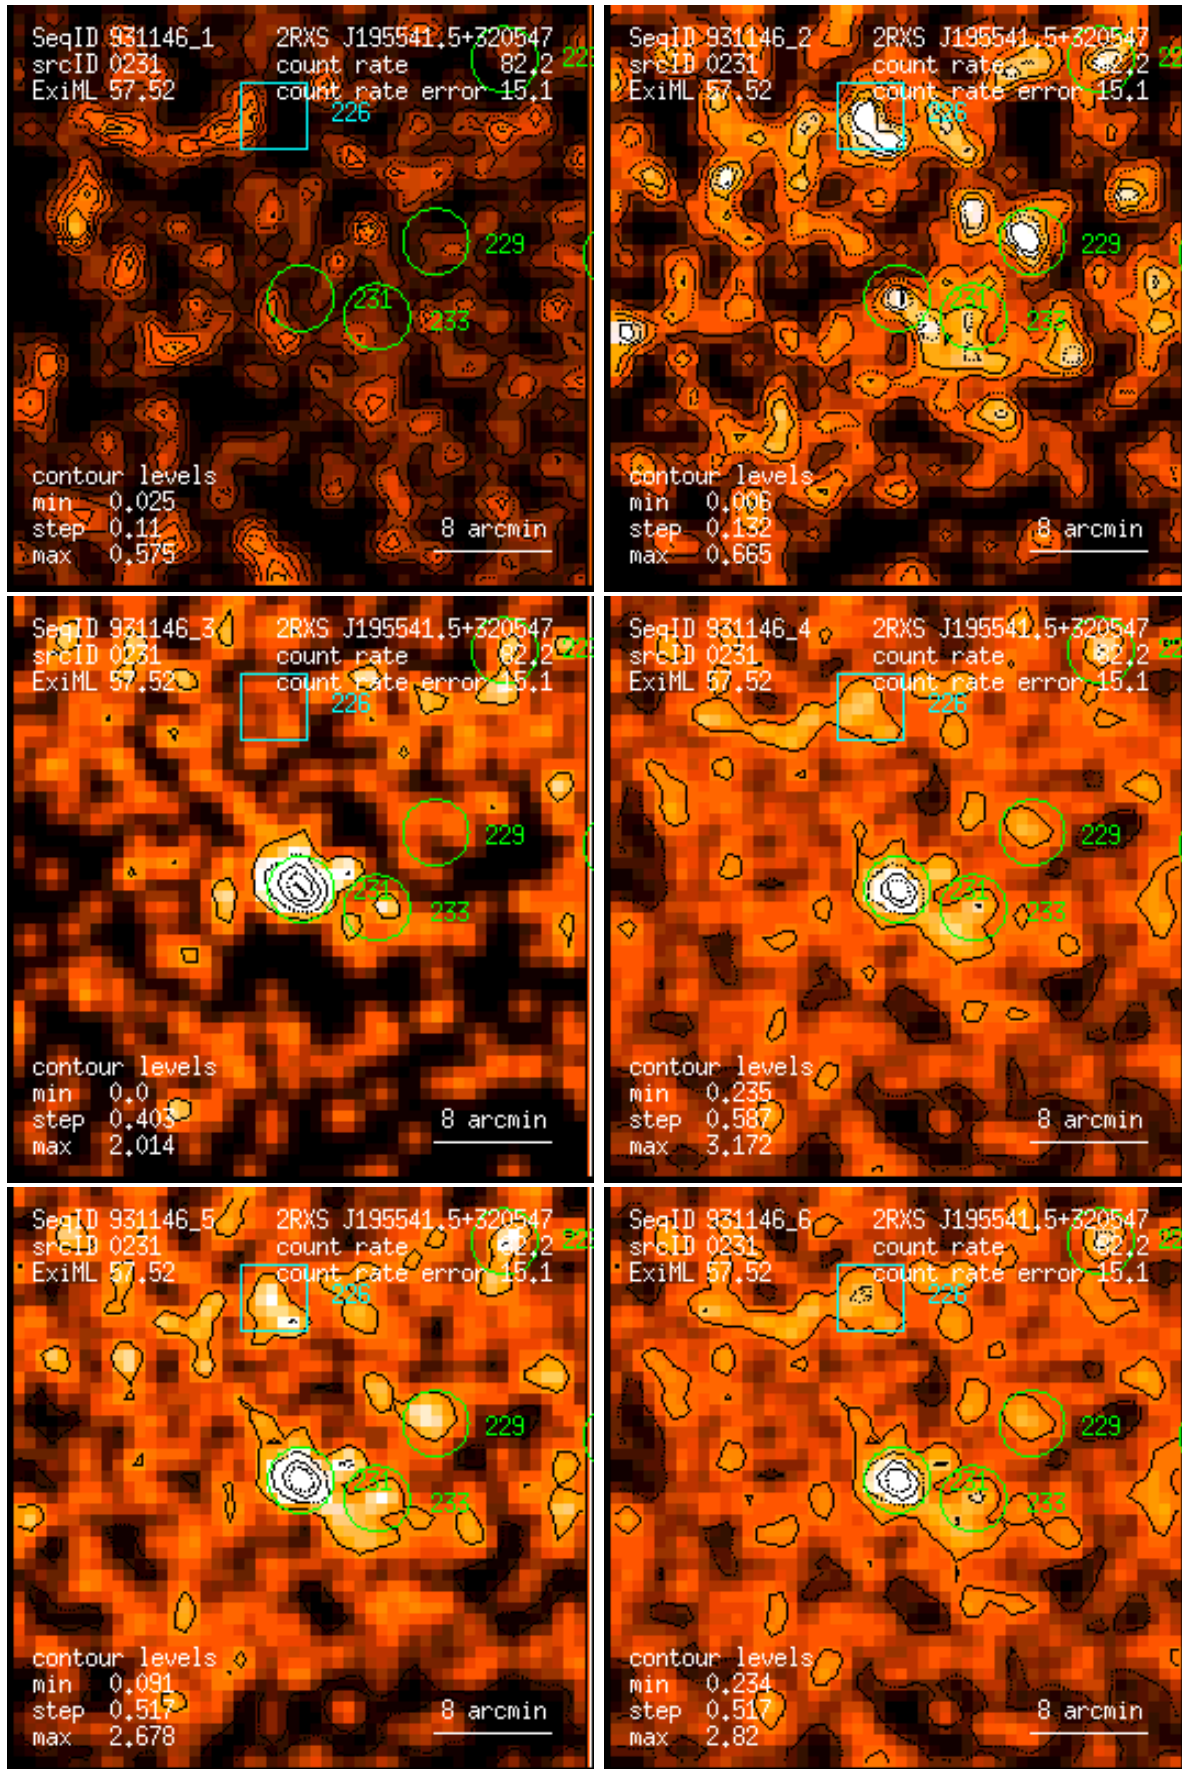 SeqID 931146_1 2RXS J195541.5+320547
srcID 0231 count rate 82.2
ExiML 57.52 count rate error 15.1
226
229
231
233
contour levels
min 0.025
step 0.11 8 arcmin
max 0.575
SeqID 931146_2 2RXS J195541.5+320547
srcID 0231 count rate
ExiML 57.52 count rate error 15.1
226
229
231
233
contour levels
min 0.006
step 0.132 8 arcmin
max 0.665
SeqID 931146_3 2RXS J195541.5+320547
srcID 0231 count rate 82.2
ExiML 57.52 count rate error 15.1
226
229
231
233
contour levels
min 0.0
step 0.403 8 arcmin
max 2.014
SeqID 931146_4 2RXS J195541.5+320547
srcID 0231 count rate
ExiML 57.52 count rate error 15.1
226
229
231
233
contour levels
min 0.235
step 0.587 8 arcmin
max 3.172
SeqID 931146_5 2RXS J195541.5+320547
srcID 0231 count rate
ExiML 57.52 count rate error 15.1
226
229
231
233
contour levels
min 0.091
step 0.517 8 arcmin
max 2.678
SeqID 931146_6 2RXS J195541.5+320547
srcID 0231 count rate
ExiML 57.52 count rate error 15.1
226
229
231
233
contour levels
min 0.234
step 0.517 8 arcmin
max 2.82